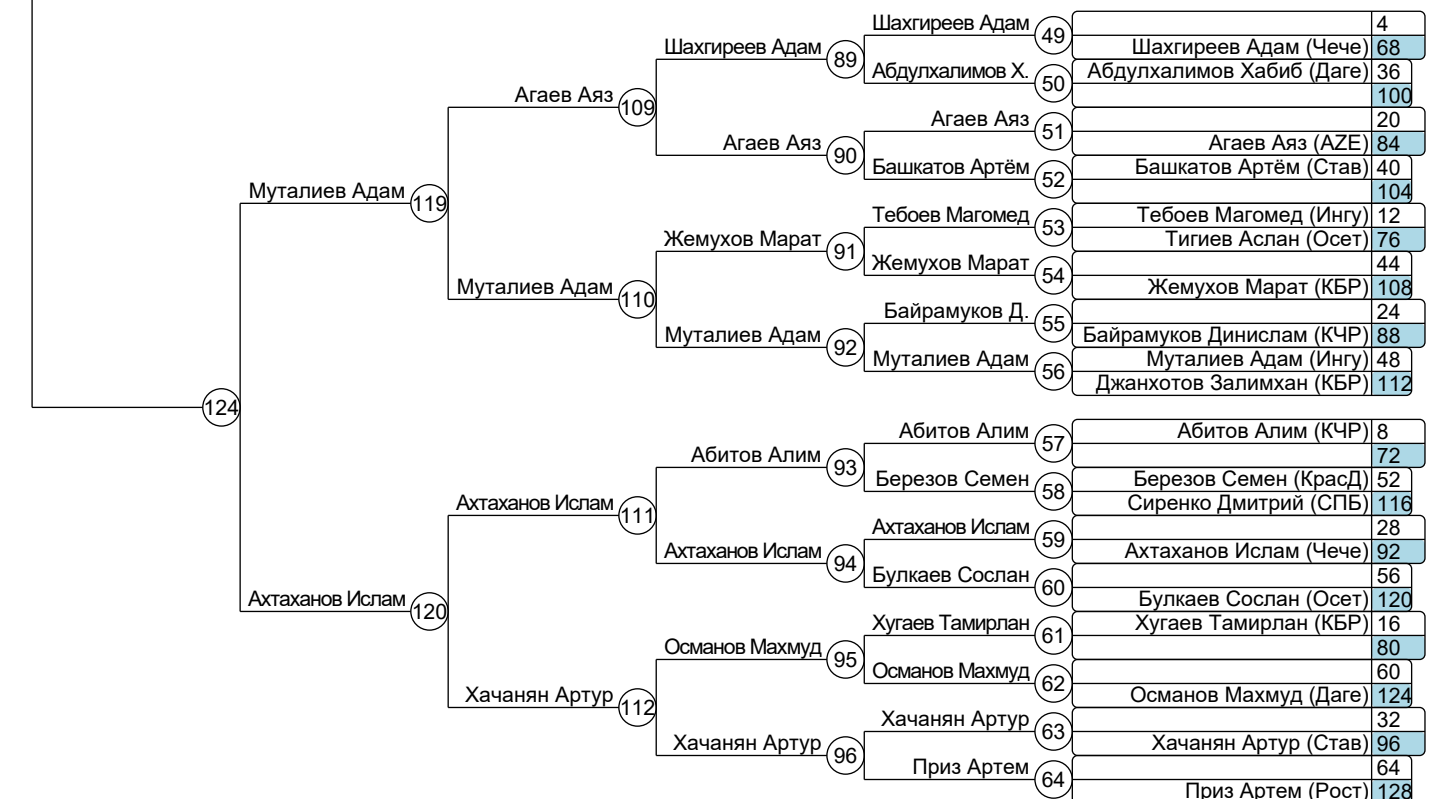 Шахгиреев Адам 49 4
Шахгиреев Адам 89 Шахгиреев Адам (Чече) 68
Абдулхалимов Х. 50 Абдулхалимов Хабиб (Даге) 36
Агаев Аяз 109 100
Агаев Аяз 51 20
Агаев Аяз 90 Агаев Аяз (AZE) 84
Башкатов Артём 52 Башкатов Артём (Став) 40
Муталиев Адам 119 104
Тебоев Магомед 53 Тебоев Магомед (Ингу) 12
Жемухов Марат 91 Тигиев Аслан (Осет) 76
Жемухов Марат 54 44
Муталиев Адам 110 Жемухов Марат (КБР) 108
Байрамуков Д. 55 24
Муталиев Адам 92 Байрамуков Динислам (КЧР) 88
Муталиев Адам 56 Муталиев Адам (Ингу) 48
Джанхотов Залимхан (КБР) 112
124
Абитов Алим 57 Абитов Алим (КЧР) 8
Абитов Алим 93 72
Березов Семен 58 Березов Семен (КрасД) 52
Ахтаханов Ислам 111 Сиренко Дмитрий (СПБ) 116
Ахтаханов Ислам 59 28
Ахтаханов Ислам 94 Ахтаханов Ислам (Чече) 92
Булкаев Сослан 60 56
Ахтаханов Ислам 120 Булкаев Сослан (Осет) 120
Хугаев Тамирлан 61 Хугаев Тамирлан (КБР) 16
Османов Махмуд 95 80
Османов Махмуд 62 60
Хачанян Артур 112 Османов Махмуд (Даге) 124
Хачанян Артур 63 32
Хачанян Артур 96 Хачанян Артур (Став) 96
Приз Артем 64 64
Приз Артем (Рост) 128